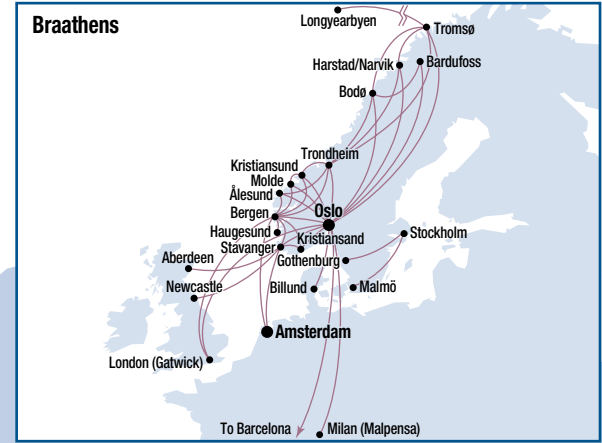 Braathens
Longyearbyen
Tromsø
Harstad/Narvik
Bardufoss
Bodø
Trondheim
Kristiansund
Molde
Ålesund
Bergen
Oslo
Haugesund
Kristiansand
Stockholm
Stavanger
Gothenburg
Aberdeen
Newcastle
Billund
Malmö
Amsterdam
London (Gatwick)
To Barcelona
Milan (Malpensa)